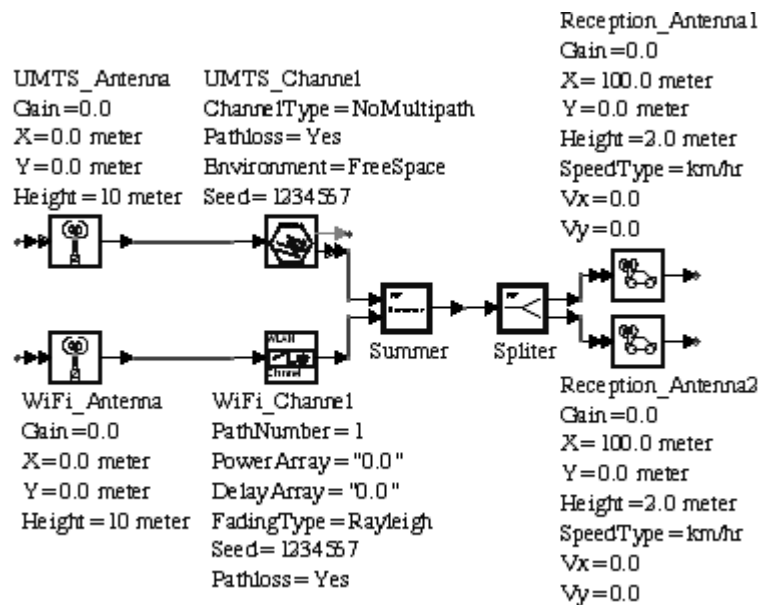 Reception_Antenna1
Gain=0.0
X=100.0 meter
Y=0.0 meter
Height=2.0 meter
SpeedType=km/hr
Vx=0.0
Vy=0.0
UMTS_Antenna
Gain=0.0
X=0.0 meter
Y=0.0 meter
Height=10 meter
UMTS_Channel
ChannelType=NoMultipath
Pathloss=Yes
Environment=FreeSpace
Seed=1234567
Summer
Spliter
WLAN
Channel
WiFi_Antenna
Gain=0.0
X=0.0 meter
Y=0.0 meter
Height=10 meter
WiFi_Channel
PathNumber=1
PowerArray="0.0"
DelayArray="0.0"
FadingType=Rayleigh
Seed=1234567
Pathloss=Yes
Reception_Antenna2
Gain=0.0
X=100.0 meter
Y=0.0 meter
Height=2.0 meter
SpeedType=km/hr
Vx=0.0
Vy=0.0